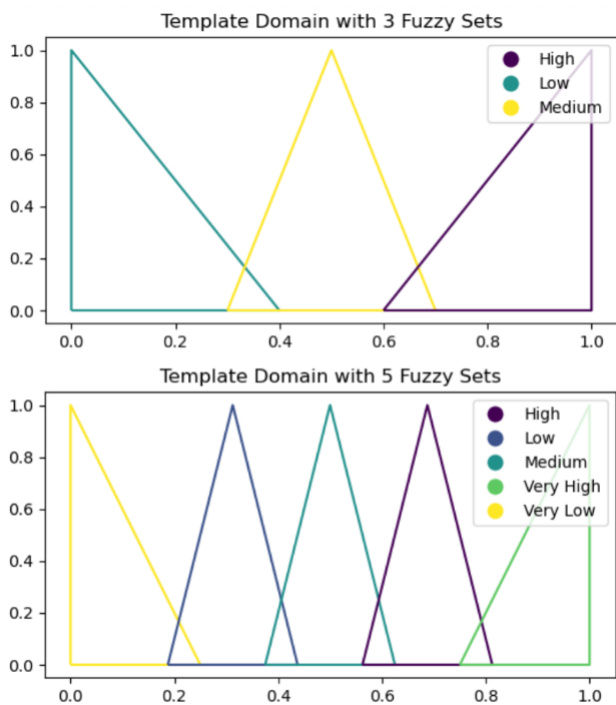 Template Domain with 3 Fuzzy Sets
1.0
0.8
0.6
0.4
0.2
0.0
High
Low
Medium
0.0 0.2 0.4 0.6 0.8 1.0
Template Domain with 5 Fuzzy Sets
1.0
0.8
0.6
0.4
0.2
0.0
High
Low
Medium
Very High
Very Low
0.0 0.2 0.4 0.6 0.8 1.0